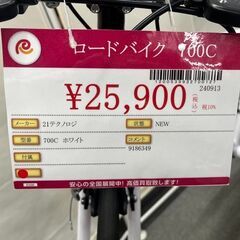 ロードバイク 700C
240913
¥25,900
(税込) 税10%
メーカー 21テクノロジ 状態 NEW
型番 700C ホワイト コメント
9186349
付属
安心の全国展開中!高価買取致します!